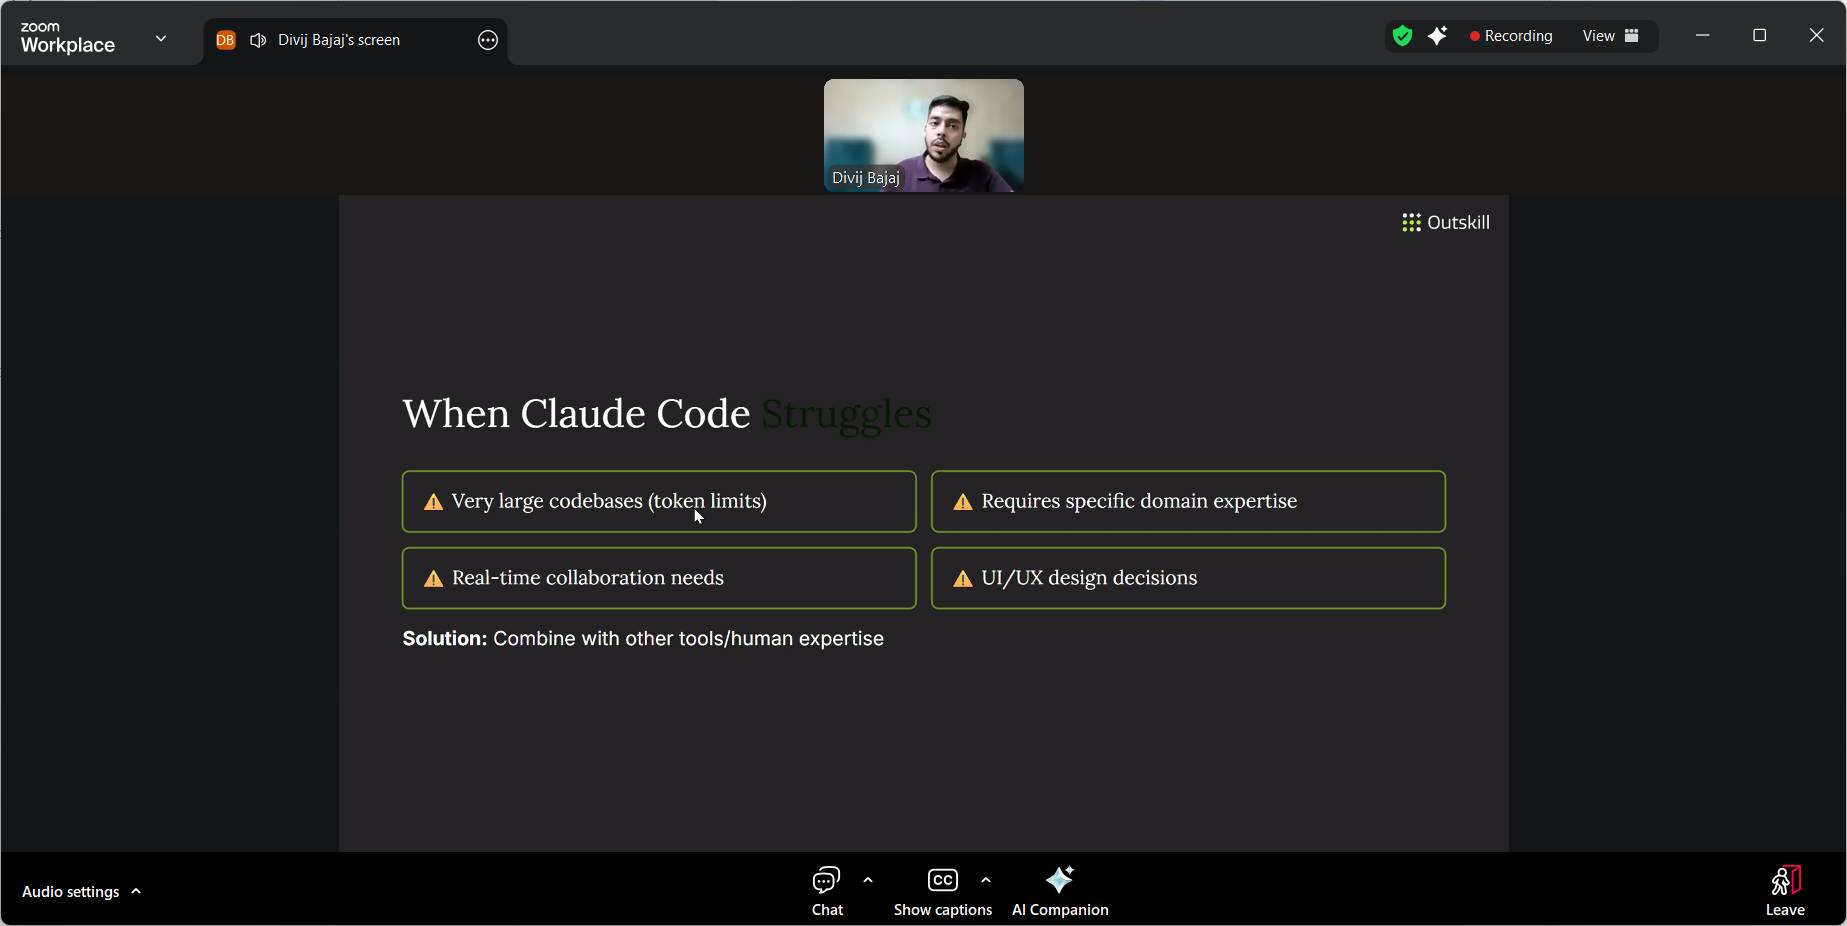 zoom
Workplace
DB
Divij Bajaj's screen
Recording
View
Divij Bajaj
Outskill
When Claude Code Struggles
⚠ Very large codebases (token limits)
⚠ Requires specific domain expertise
⚠ Real-time collaboration needs
⚠ UI/UX design decisions
Solution: Combine with other tools/human expertise
Audio settings
Chat
CC
Show captions
AI Companion
Leave